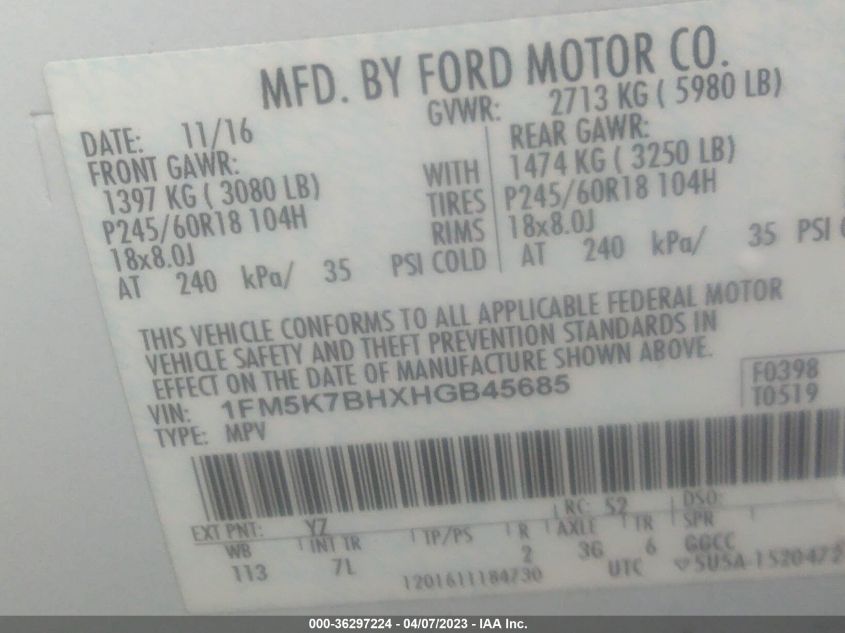 MFD. BY FORD MOTOR CO.
DATE: 11/16 GVWR: 2713 KG ( 5980 LB)
FRONT GAWR: REAR GAWR:
1397 KG ( 3080 LB) WITH 1474 KG ( 3250 LB)
P245/60R18 104H TIRES P245/60R18 104H
18x8.0J RIMS 18x8.0J
AT 240 kPa/ 35 PSI COLD AT 240 kPa/ 35 PSI
THIS VEHICLE CONFORMS TO ALL APPLICABLE FEDERAL MOTOR
VEHICLE SAFETY AND THEFT PREVENTION STANDARDS IN
EFFECT ON THE DATE OF MANUFACTURE SHOWN ABOVE.
VIN: 1FM5K7BHXHGB45685 F0398
TYPE: MPV T0519
EXT PNT: YZ RC: 52 DSO:
WB INT TR TP/PS R AXLE TR SPR
113 7L 2 3G 6 GGCC
1201611184730 UTC
000-36297224 - 04/07/2023 - IAA Inc.